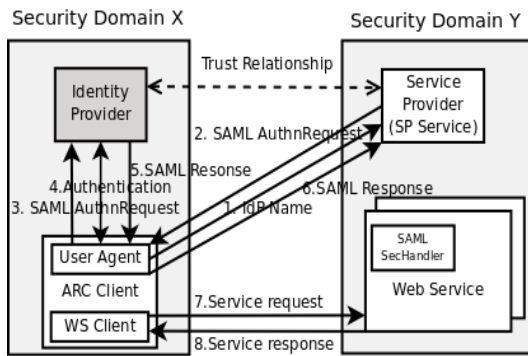 Security Domain X
Security Domain Y
Trust Relationship
Identity
Provider
Service
Provider
(SP Service)
2. SAML AuthnRequest
5.SAML Resonse
4.Authentication
6.SAML Response
3. SAML AuthnRequest
1. IdP Name
User Agent
ARC Client
WS Client
SAML
SecHandler
Web Service
7.Service request
8.Service response